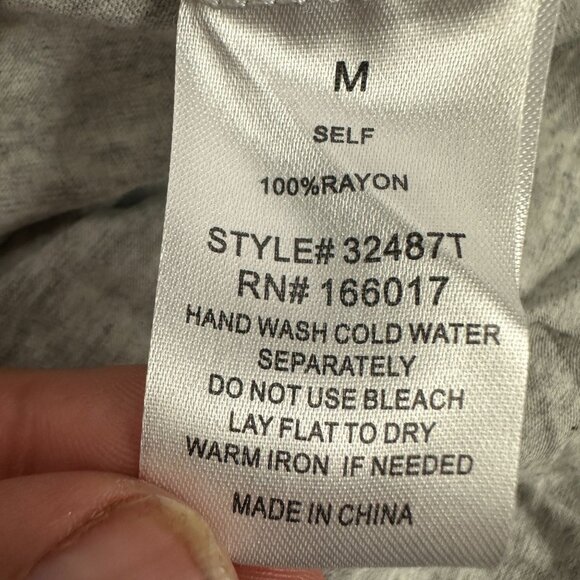 M
SELF
100%RAYON
STYLE# 32487T
RN# 166017
HAND WASH COLD WATER
SEPARATELY
DO NOT USE BLEACH
LAY FLAT TO DRY
WARM IRON IF NEEDED
MADE IN CHINA